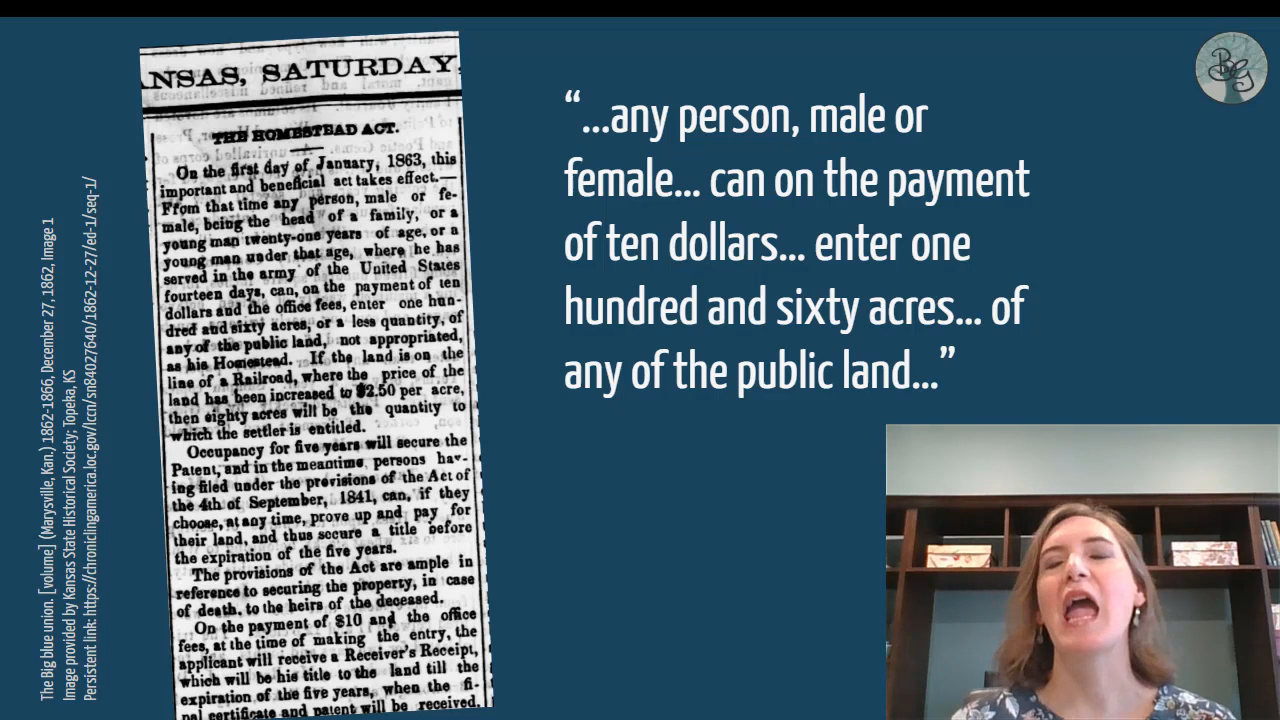 NSAS, SATURDAY
THE HOMESTEAD ACT.
On the first day of January, 1863, this
important and beneficial act takes effect.—
From that time any person, male or fe-
male, being the head of a family, or a
young man twenty-one years of age, or a
young man under that age, where he has
served in the army of the United States
fourteen days, can, on the payment of ten
dollars and the office fees, enter one hun-
dred and sixty acres, or a less quantity, of
any of the public land, not appropriated,
as his Homestead. If the land is on the
line of a Railroad, where the price of the
land has been increased to $2.50 per acre,
then eighty acres will be the quantity to
which the settler is entitled.
Occupancy for five years will secure the
Patent, and in the meantime, persons hav-
ing filed under the provisions of the Act of
the 4th of September, 1841, can, if they
choose, at any time, prove up and pay for
their land, and thus secure a title before
the expiration of the five years.
The provisions of the Act are ample in
reference to securing the property, in case
of death, to the heirs of the deceased.
On the payment of $10 and the office
fees, at the time of making the entry, the
applicant will receive a Receiver's Receipt,
which will be his title to the land till the
expiration of the five years, when the fi-
nal certificate and patent will be received.
“...any person, male or
female... can on the payment
of ten dollars... enter one
hundred and sixty acres... of
any of the public land...”
The Big blue union. [volume] (Marysville, Kan.) 1862-1866, December 27, 1862, Image 1
Image provided by Kansas State Historical Society; Topeka, KS
Persistent link: https://chroniclingamerica.loc.gov/lccn/sn84027640/1862-12-27/ed-1/seq-1/
BG